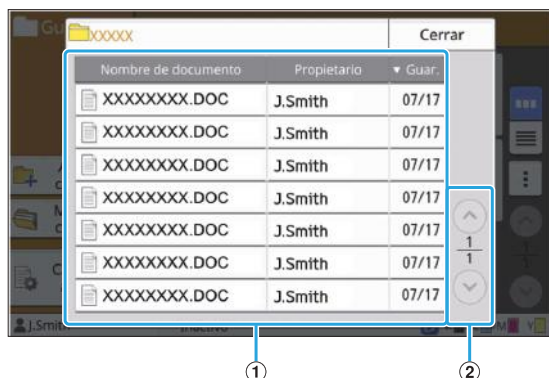 Gu
XXXXX
Cerrar
Nombre de documento Propietario ▼ Guar.
XXXXXXXX.DOC J.Smith 07/17
XXXXXXXX.DOC J.Smith 07/17
XXXXXXXX.DOC J.Smith 07/17
XXXXXXXX.DOC J.Smith 07/17
XXXXXXXX.DOC J.Smith 07/17
XXXXXXXX.DOC J.Smith 07/17
XXXXXXXX.DOC J.Smith 07/17
1
1
J.Smith Inactivo M Y
1 2